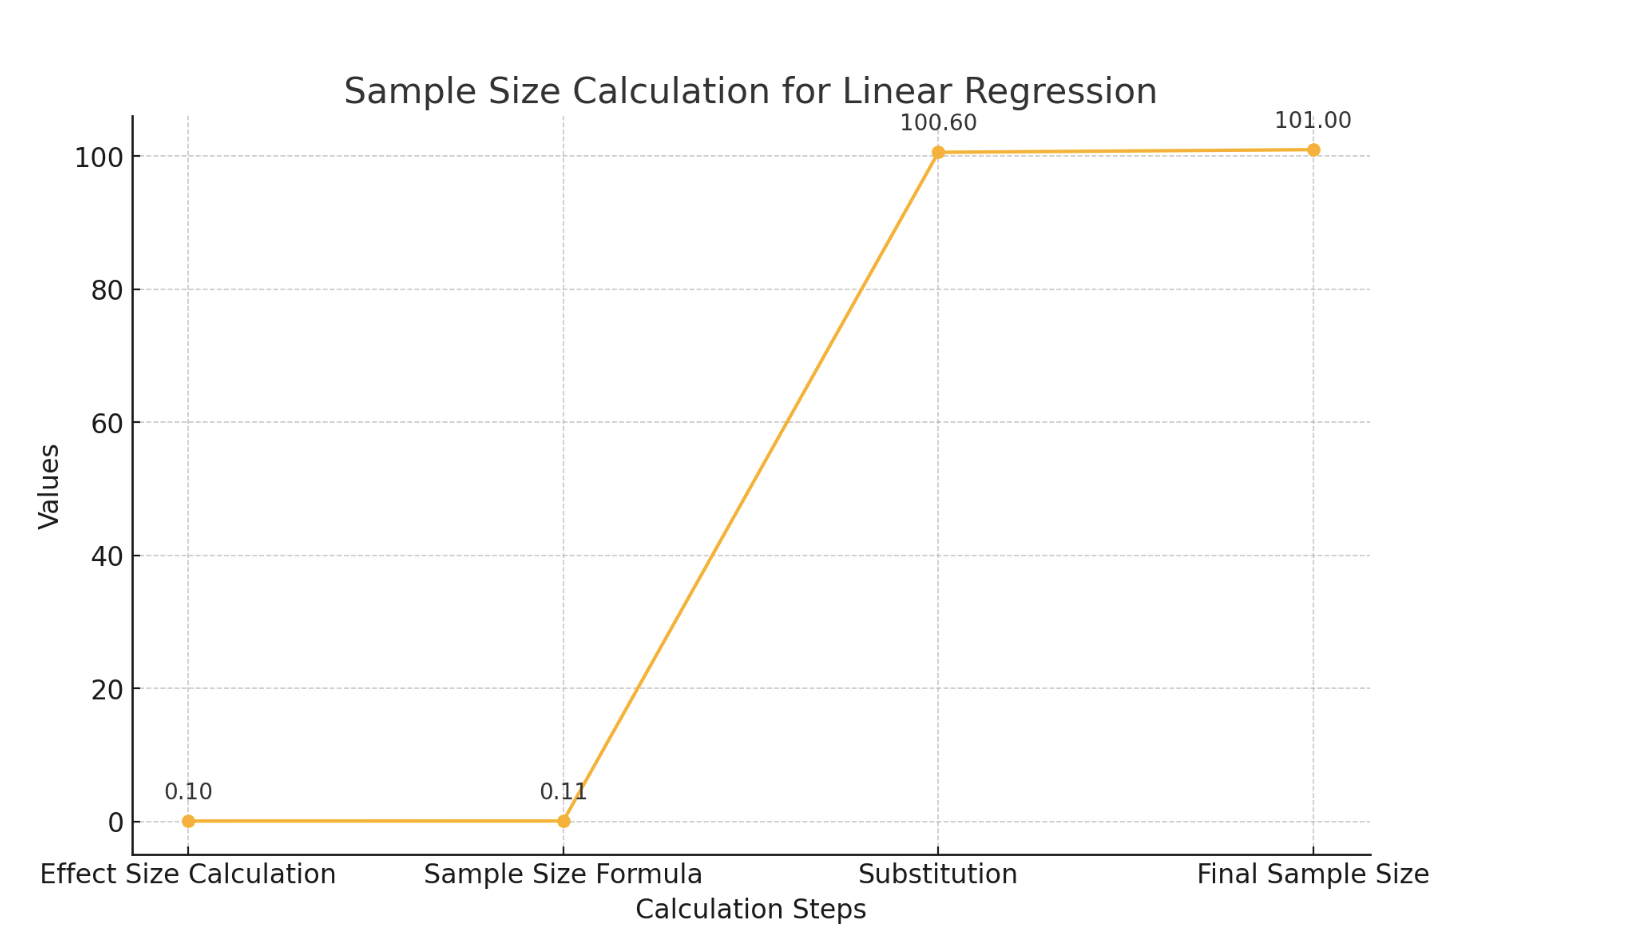 Sample Size Calculation for Linear Regression
100.60
101.00
100
80
60
40
20
0
Values
0.10
0.11
Effect Size Calculation
Sample Size Formula
Substitution
Final Sample Size
Calculation Steps